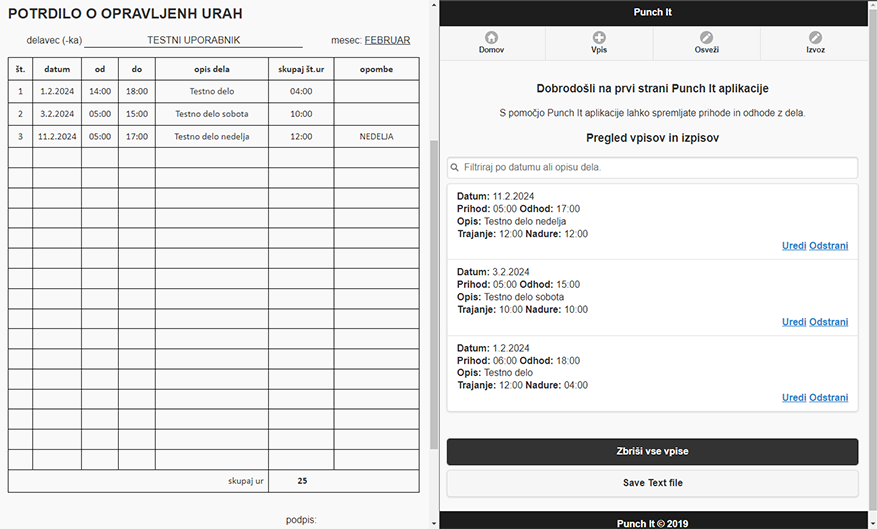 POTRDILO O OPRAVLJENH URAH
delavec (-ka) TESTNI UPORABNIK mesec: FEBRUAR
št. datum od do opis dela skupaj št.ur opombe
1 1.2.2024 14:00 18:00 Testno delo 04:00
2 3.2.2024 05:00 15:00 Testno delo sobota 10:00
3 11.2.2024 05:00 17:00 Testno delo nedelja 12:00 NEDELJA
skupaj ur 25
podpis:
Punch It
Domov Vpis Osveži Izvoz
Dobrodošli na prvi strani Punch It aplikacije
S pomočjo Punch It aplikacije lahko spremljate prihode in odhode z dela.
Pregled vpisov in izpisov
Filtriraj po datumu ali opisu dela.
Datum: 11.2.2024
Prihod: 05:00 Odhod: 17:00
Opis: Testno delo nedelja
Trajanje: 12:00 Nadure: 12:00
Uredi Odstrani
Datum: 3.2.2024
Prihod: 05:00 Odhod: 15:00
Opis: Testno delo sobota
Trajanje: 10:00 Nadure: 10:00
Uredi Odstrani
Datum: 1.2.2024
Prihod: 06:00 Odhod: 18:00
Opis: Testno delo
Trajanje: 12:00 Nadure: 04:00
Uredi Odstrani
Zbriši vse vpise
Save Text file
Punch It © 2019